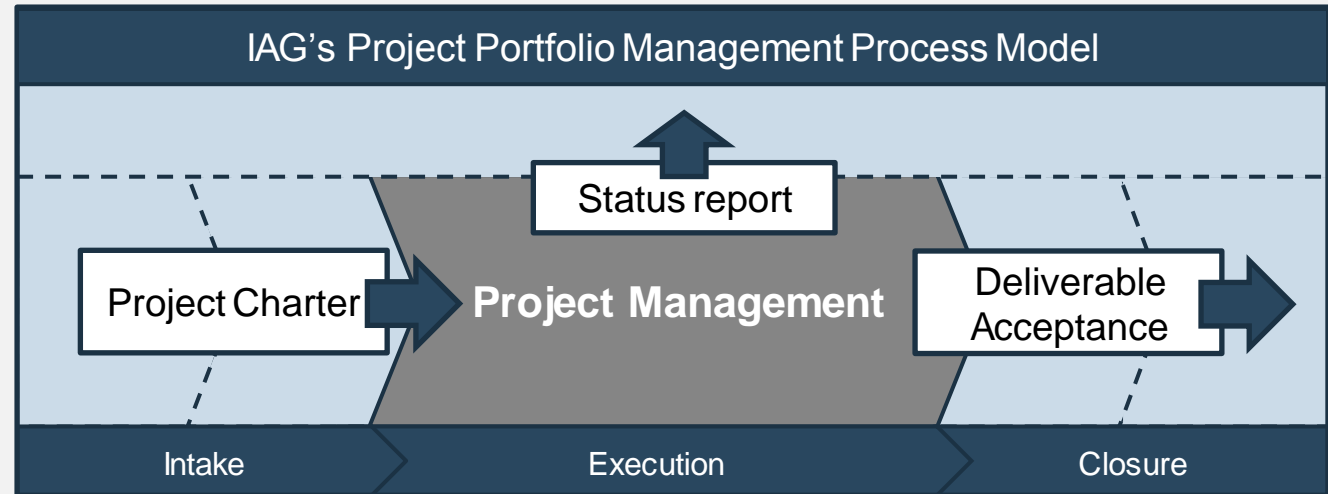 IAG's Project Portfolio Management Process Model
Status report
Project Charter
Project Management
Deliverable
Acceptance
Intake
Execution
Closure